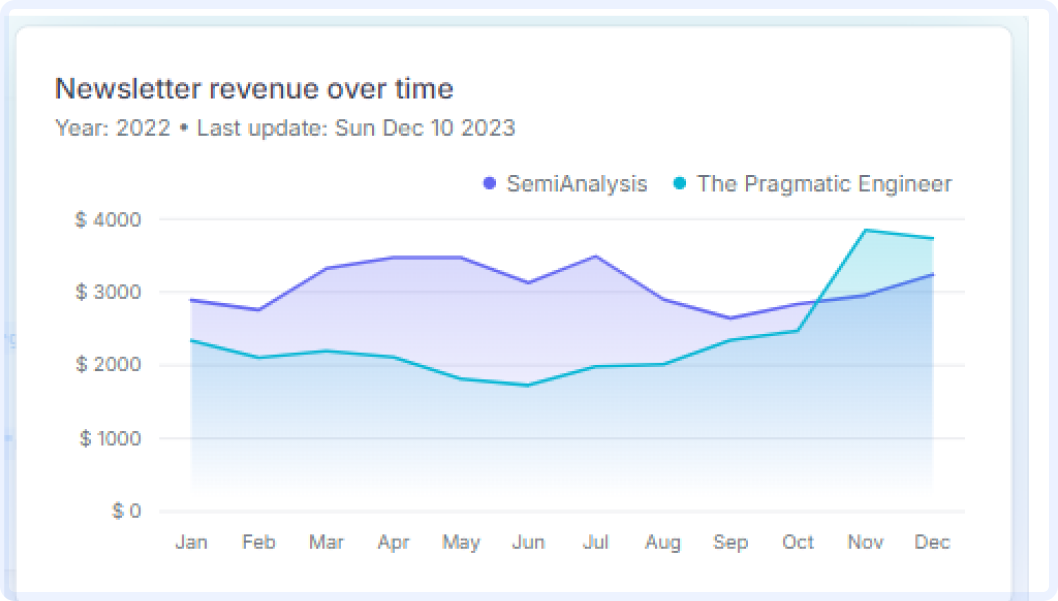 Newsletter revenue over time
Year: 2022 • Last update: Sun Dec 10 2023
SemiAnalysis The Pragmatic Engineer
$ 4000
$ 3000
$ 2000
$ 1000
$ 0
Jan Feb Mar Apr May Jun Jul Aug Sep Oct Nov Dec